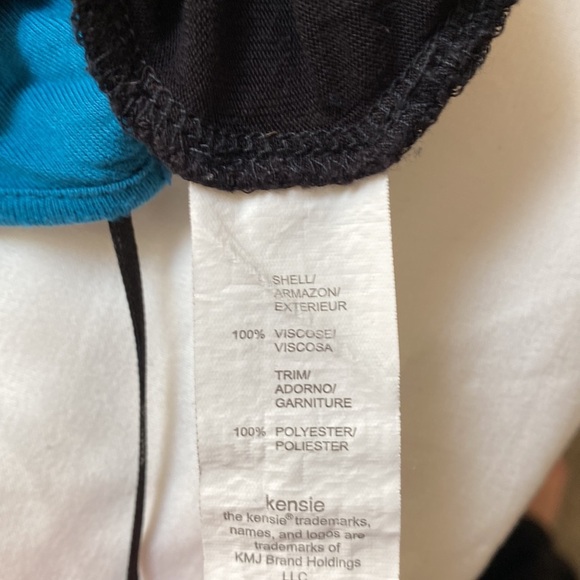 SHELL/
ARMAZON/
EXTERIEUR
100% VISCOSE/
VISCOSA
TRIM/
ADORNO/
GARNITURE
100% POLYESTER/
POLIESTER
kensie
the kensie® trademarks,
names, and logos are
trademarks of
KMJ Brand Holdings
LLC